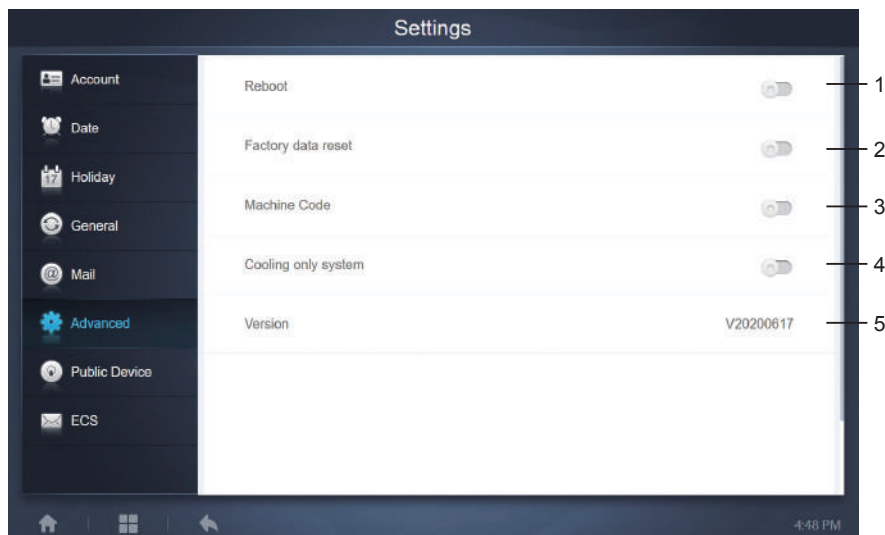 Settings
Account
Date
17
Holiday
General
@
Mail
Advanced
Public Device
ECS
Reboot
1
Factory data reset
2
Machine Code
3
Cooling only system
4
Version
V20200617
5
4:48 PM